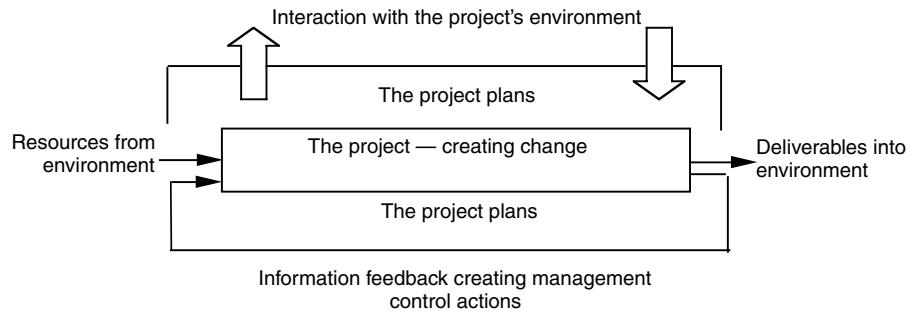 Interaction with the project's environment
The project plans
Resources from
environment
The project — creating change
Deliverables into
environment
The project plans
Information feedback creating management
control actions